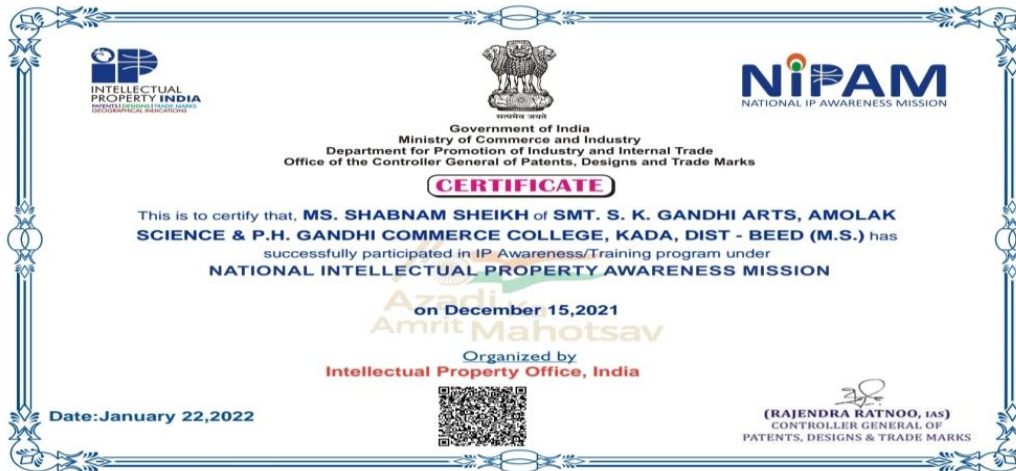 iP
INTELLECTUAL
PROPERTY INDIA
PATENTS | DESIGNS | TRADE MARKS
GEOGRAPHICAL INDICATIONS
सत्यमेव जयते
NiPAM
NATIONAL IP AWARENESS MISSION
Government of India
Ministry of Commerce and Industry
Department for Promotion of Industry and Internal Trade
Office of the Controller General of Patents, Designs and Trade Marks
CERTIFICATE
This is to certify that, MS. SHABNAM SHEIKH of SMT. S. K. GANDHI ARTS, AMOLAK
SCIENCE & P.H. GANDHI COMMERCE COLLEGE, KADA, DIST - BEED (M.S.) has
successfully participated in IP Awareness/Training program under
NATIONAL INTELLECTUAL PROPERTY AWARENESS MISSION
on December 15,2021
Azadi Ka
Amrit Mahotsav
Organized by
Intellectual Property Office, India
Date:January 22,2022
(RAJENDRA RATNOO, IAS)
CONTROLLER GENERAL OF
PATENTS, DESIGNS & TRADE MARKS